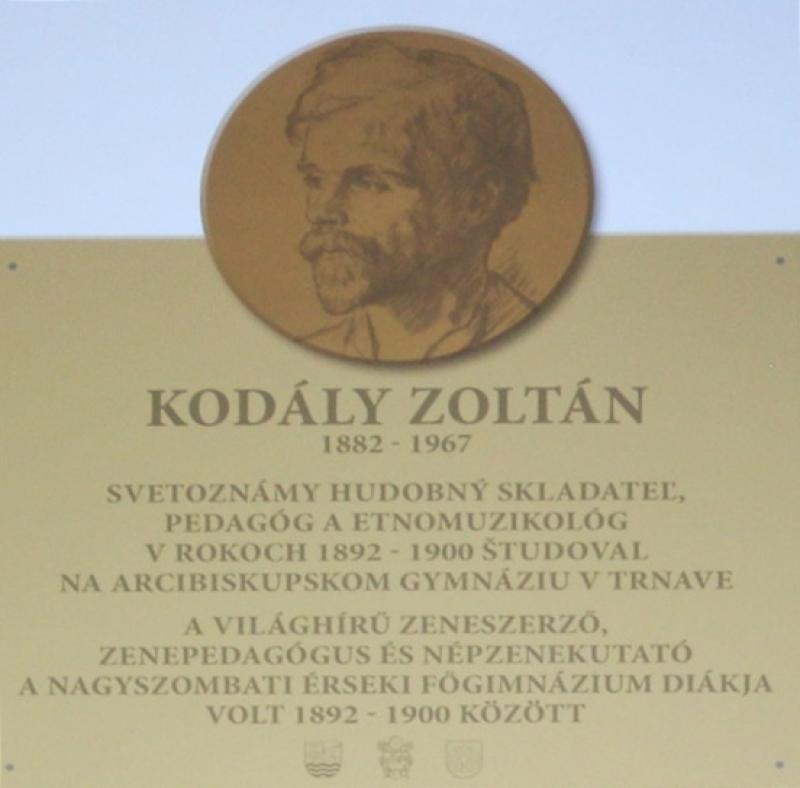 KODÁLY ZOLTÁN
1882 - 1967
SVETOZNÁMY HUDOBNÝ SKLADATEĽ,
PEDAGÓG A ETNOMUZIKOLÓG
V ROKOCH 1892 - 1900 ŠTUDOVAL
NA ARCIBISKUPSKOM GYMNÁZIU V TRNAVE
A VILÁGHÍRŰ ZENESZERZŐ,
ZENEPEDAGÓGUS ÉS NÉPZENEKUTATÓ
A NAGYSZOMBATI ÉRSEKI FŐGIMNÁZIUM DIÁKJA
VOLT 1892 - 1900 KÖZÖTT